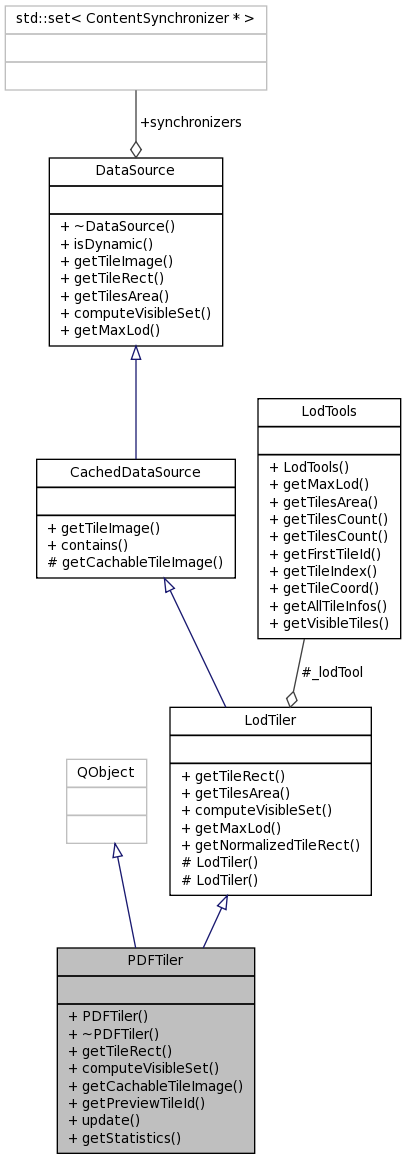 std::set< ContentSynchronizer * >
+synchronizers
DataSource
+ ~DataSource()
+ isDynamic()
+ getTileImage()
+ getTileRect()
+ getTilesArea()
+ computeVisibleSet()
+ getMaxLod()
CachedDataSource
+ getTileImage()
+ contains()
# getCachableTileImage()
LodTools
+ LodTools()
+ getMaxLod()
+ getTilesArea()
+ getTilesCount()
+ getTilesCount()
+ getFirstTileId()
+ getTileIndex()
+ getTileCoord()
+ getAllTileInfos()
+ getVisibleTiles()
#_lodTool
LodTiler
+ getTileRect()
+ getTilesArea()
+ computeVisibleSet()
+ getMaxLod()
+ getNormalizedTileRect()
# LodTiler()
# LodTiler()
QObject
PDFTiler
+ PDFTiler()
+ ~PDFTiler()
+ getTileRect()
+ computeVisibleSet()
+ getCachableTileImage()
+ getPreviewTileId()
+ update()
+ getStatistics()